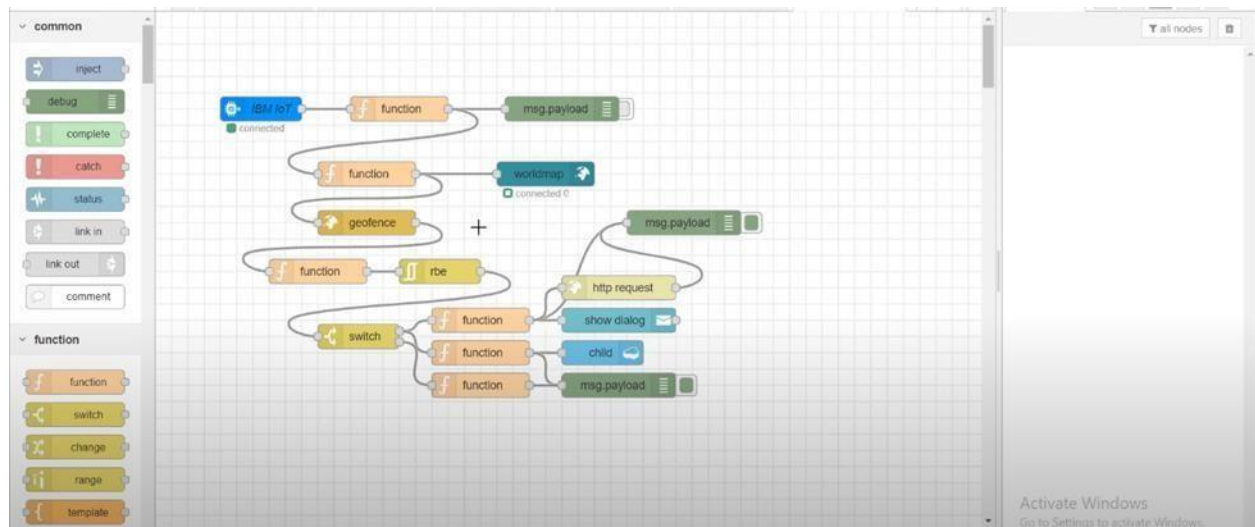 common
inject
debug
complete
catch
status
link in
link out
comment
function
function
switch
change
range
template
IBM IoT
connected
function
msg.payload
function
worldmap
connected 0
geofence
msg.payload
function
rbe
http request
switch
function
show dialog
function
child
function
msg.payload
all nodes
Activate Windows
Go to Settings to activate Windows.